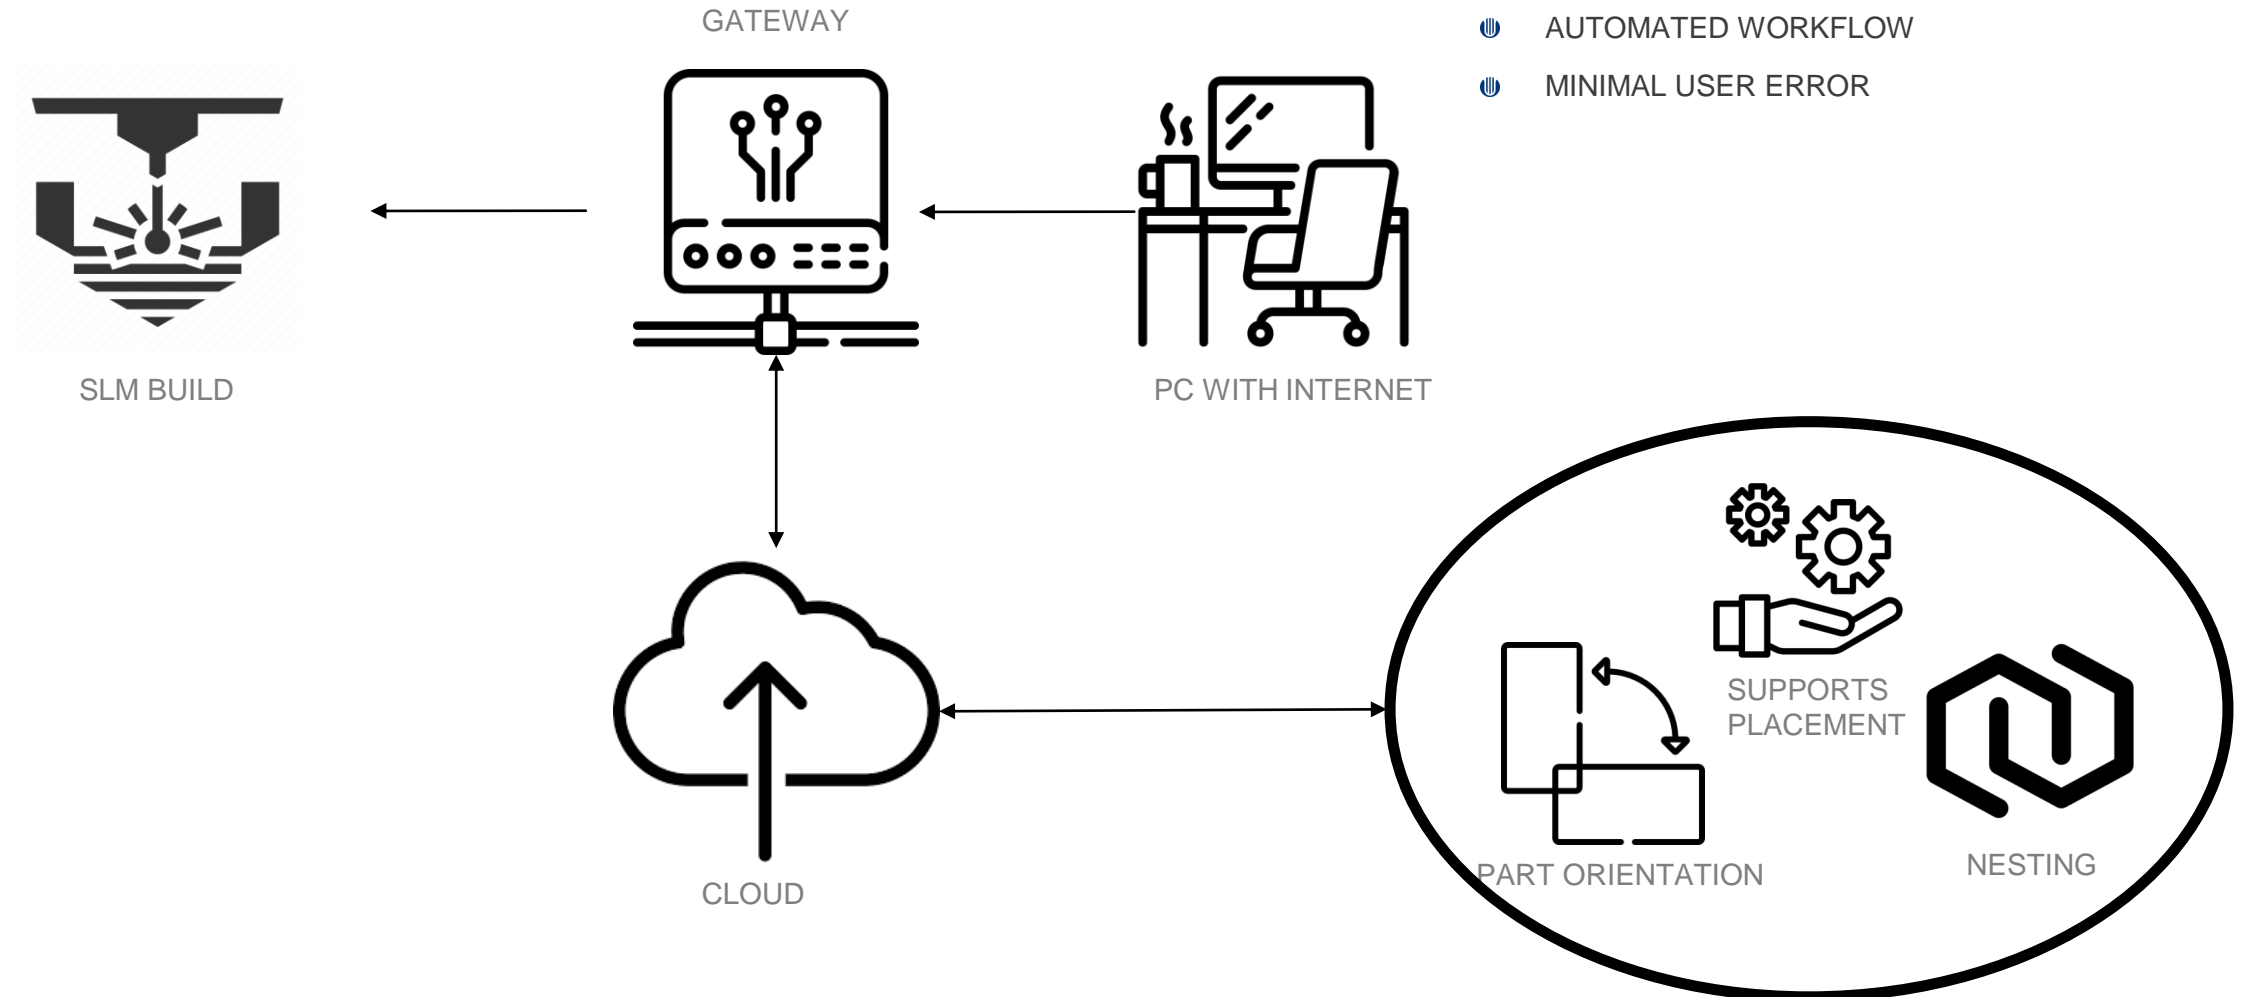 GATEWAY
AUTOMATED WORKFLOW
MINIMAL USER ERROR
SLM BUILD
PC WITH INTERNET
SUPPORTS
PLACEMENT
PART ORIENTATION
NESTING
CLOUD